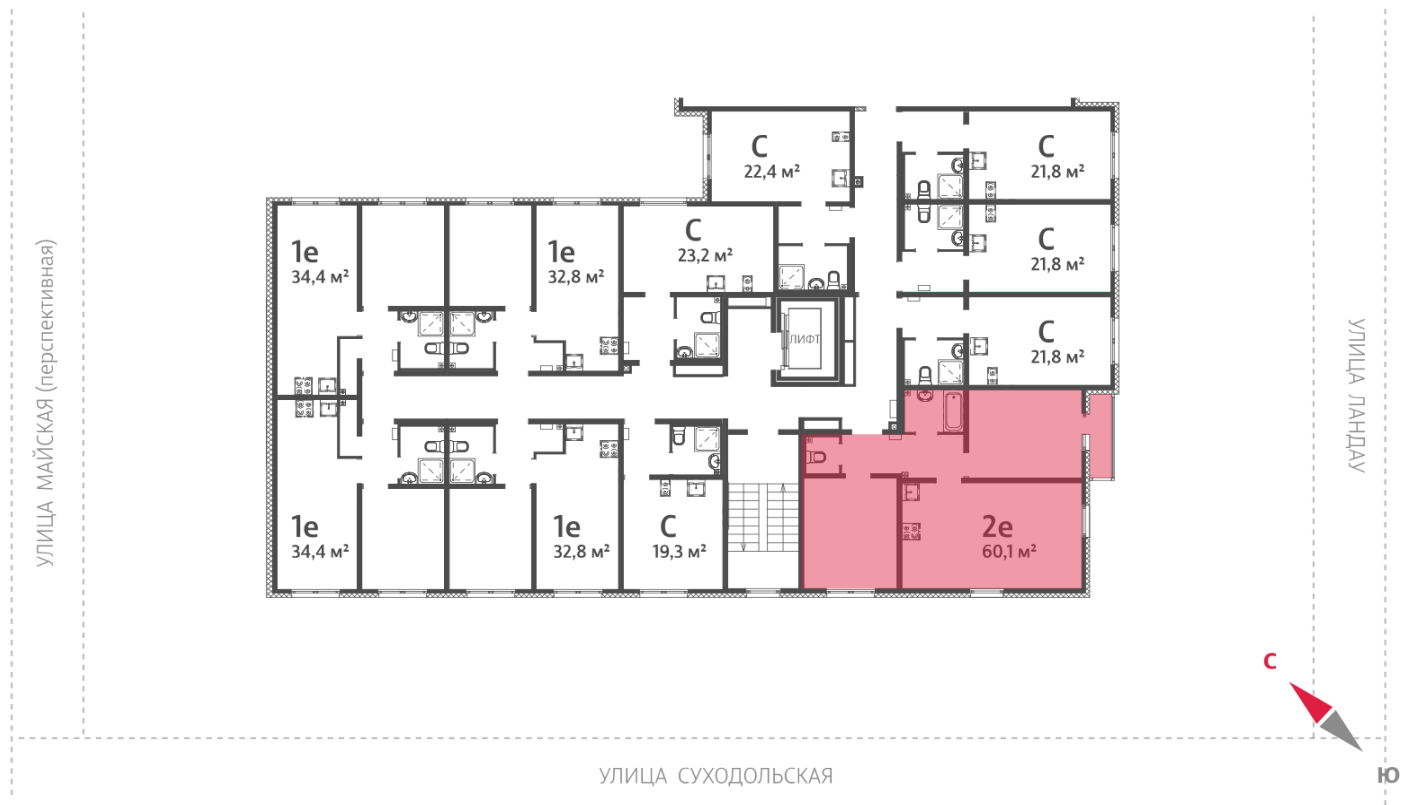 С
22,4 м²
С
21,8 м²
1е
34,4 м²
1е
32,8 м²
С
23,2 м²
С
21,8 м²
ЛИФТ
С
21,8 м²
1е
34,4 м²
1е
32,8 м²
С
19,3 м²
2е
60,1 м²
УЛИЦА МАЙСКАЯ (перспективная)
УЛИЦА ЛАНДАУ
С
Ю
УЛИЦА СУХОДОЛЬСКАЯ